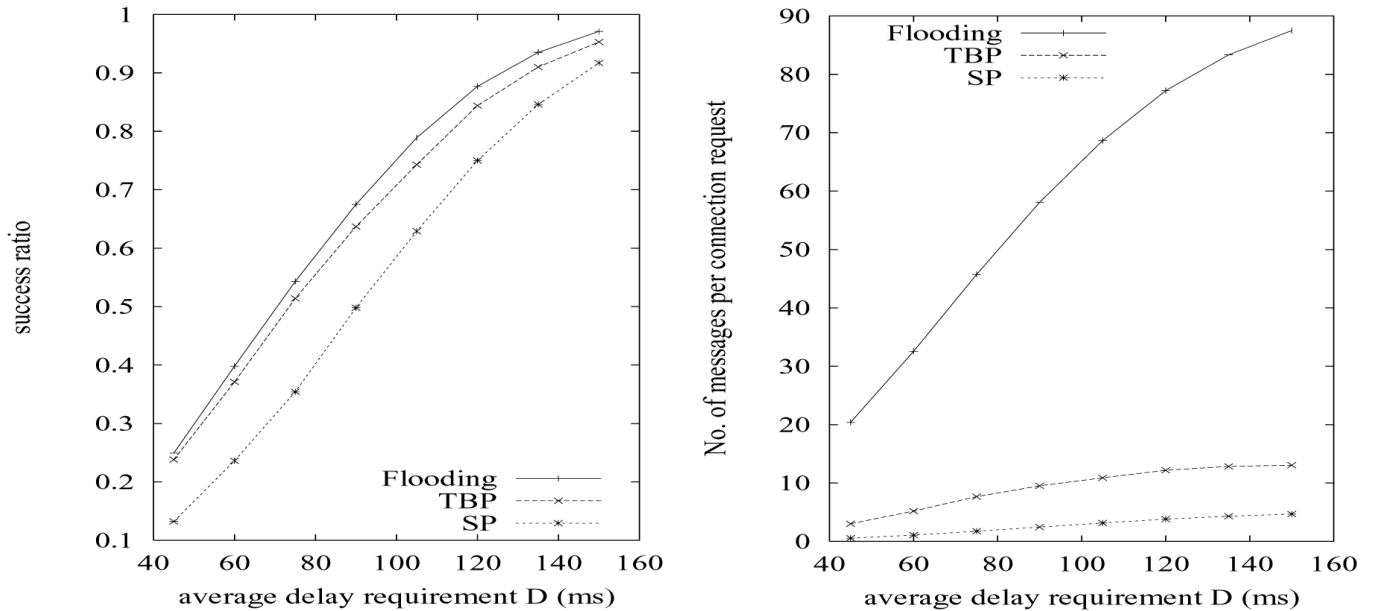 success ratio
1
0.9
0.8
0.7
0.6
0.5
0.4
0.3
0.2
0.1
40 60 80 100 120 140 160
average delay requirement D (ms)
Flooding
TBP
SP
No. of messages per connection request
90
80
70
60
50
40
30
20
10
0
40 60 80 100 120 140 160
average delay requirement D (ms)
Flooding
TBP
SP